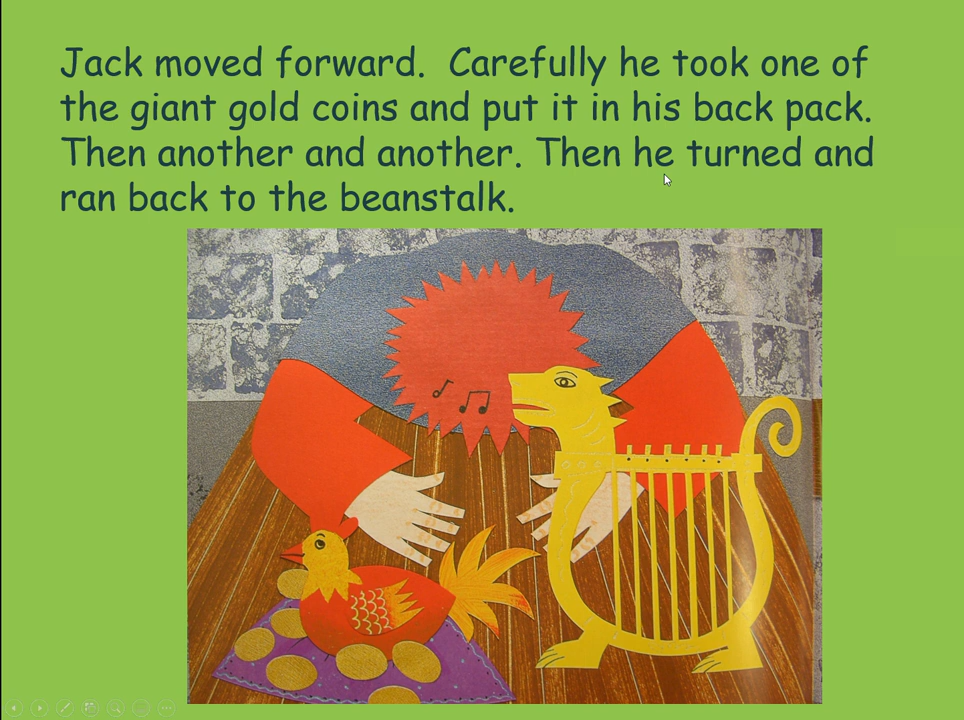 Jack moved forward.  Carefully he took one of
the giant gold coins and put it in his back pack.
Then another and another. Then he turned and
ran back to the beanstalk.